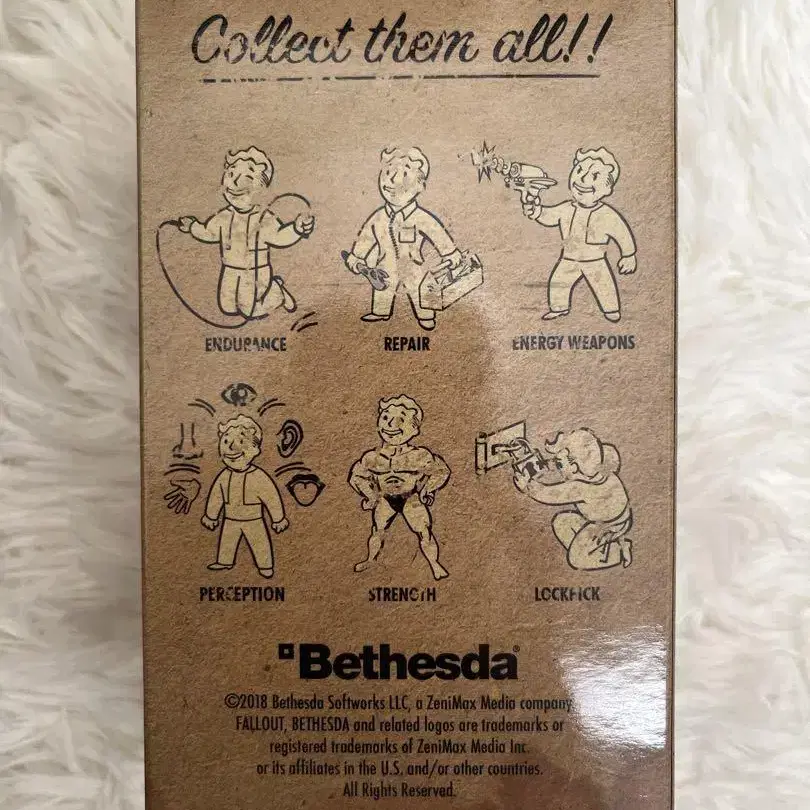 Collect them all!!
ENDURANCE REPAIR ENERGY WEAPONS
PERCEPTION STRENGTH LOCKPICK
Bethesda®
©2018 Bethesda Softworks LLC, a ZeniMax Media company.
FALLOUT, BETHESDA and related logos are trademarks or
registered trademarks of ZeniMax Media Inc.
or its affiliates in the U.S. and/or other countries.
All Rights Reserved.